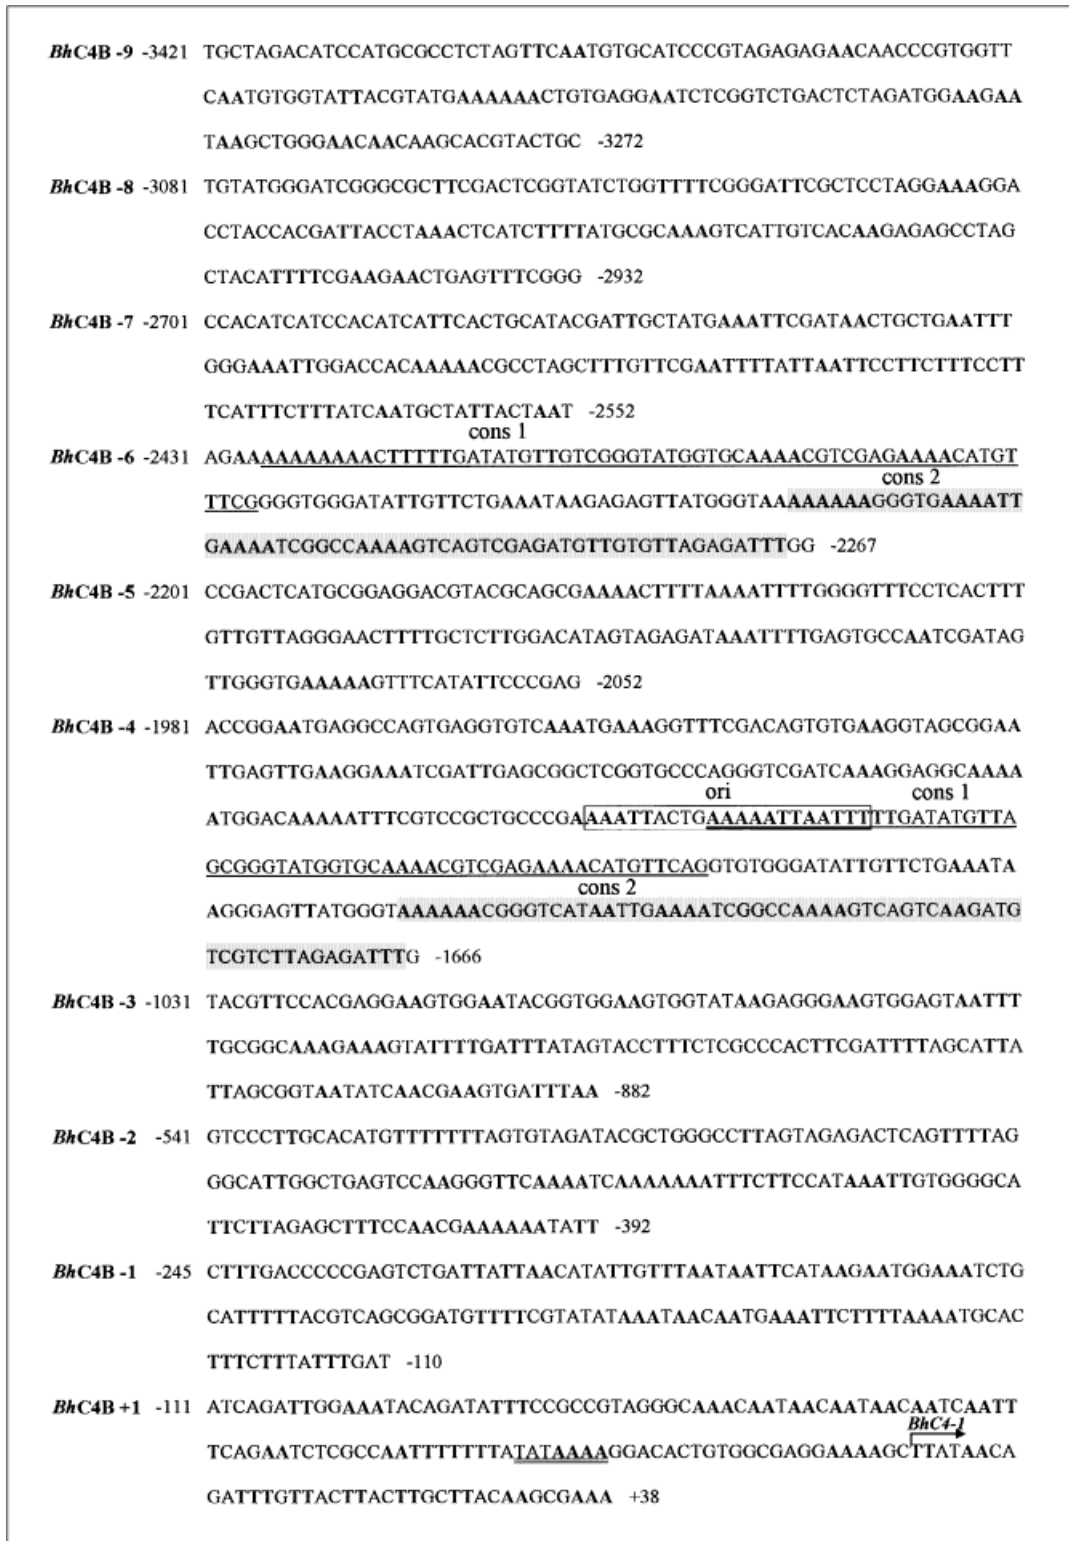 BhC4B -9 -3421 TGCTAGACATCCATGCGCCTCTAGTTCAATGTGCATCCCGTAGAGAGAACAACCCGTGGTT
CAATGTGGTATTACGTATGAAAAAACTGTGAGGAATCTCGGTCTGACTCTAGATGGAAGAA
TAAGCTGGGAACAACAAGCACGTACTGC -3272
BhC4B -8 -3081 TGTATGGGATCGGGCGCTTCGACTCGGTATCTGGTTTTCGGGATTCGCTCCTAGGAAAGGA
CCTACCACGATTACCTAAACTCATCTTTTATGCGCAAAGTCATTGTCACAAGAGAGCCTAG
CTACATTTTCGAAGAACTGAGTTTCGGG -2932
BhC4B -7 -2701 CCACATCATCCACATCATTCACTGCATACGATTGCTATGAAATTCGATAACTGCTGAATTT
GGGAAATTGGACCACAAAAACGCCTAGCTTTGTTCGAATTTTATTAATTCCTTCTTTCCTT
TCATTTCTTTATCAATGCTATTACTAAT -2552
cons 1
BhC4B -6 -2431 AGAAAAAAAAAACTTTTTGATATGTTGTCGGGTATGGTGCAAAACGTCGAGAAAACATGT
cons 2
TTCGGGGTGGGATATTGTTCTGAAATAAGAGAGTTATGGGTAAAAAAAAGGGTGAAAATT
GAAAATCGGCCAAAAGTCAGTCGAGATGTTGTGTTAGAGATTTGG -2267
BhC4B -5 -2201 CCGACTCATGCGGAGGACGTACGCAGCGAAAACTTTTAAAATTTTGGGGTTTCCTCACTTT
GTTGTTAGGGAACTTTTGCTCTTGGACATAGTAGAGATAAATTTTGAGTGCCAATCGATAG
TTGGGTGAAAAAGTTTCATATTCCCGAG -2052
BhC4B -4 -1981 ACCGGAATGAGGCCAGTGAGGTGTCAAATGAAAGGTTTCGACAGTGTGAAGGTAGCGGAA
TTGAGTTGAAGGAAATCGATTGAGCGGCTCGGTGCCCAGGGTCGATCAAAGGAGGCAAAA
ori cons 1
ATGGACAAAAATTTCGTCCGCTGCCCGAAAATTACTGAAAAATTAATTTTTGATATGTTA
GCGGGTATGGTGCAAAACGTCGAGAAAACATGTTCAGGTGTGGGATATTGTTCTGAAATA
cons 2
AGGGAGTTATGGGTAAAAAACGGGTCATAATTGAAAATCGGCCAAAAGTCAGTCAAGATG
TCGTCTTAGAGATTTG -1666
BhC4B -3 -1031 TACGTTCCACGAGGAAGTGGAATACGGTGGAAGTGGTATAAGAGGGAAGTGGAGTAATTT
TGCGGCAAAGAAAGTATTTTGATTTATAGTACCTTTCTCGCCCACTTCGATTTTAGCATTA
TTAGCGGTAATATCAACGAAGTGATTTAA -882
BhC4B -2 -541 GTCCCTTGCACATGTTTTTTTAGTGTAGATACGCTGGGCCTTAGTAGAGACTCAGTTTTAG
GGCATTGGCTGAGTCCAAGGGTTCAAAATCAAAAAAATTTCTTCCATAAATTGTGGGGCA
TTCTTAGAGCTTTCCAACGAAAAAATATT -392
BhC4B -1 -245 CTTTGACCCCCGAGTCTGATTATTAACATATTGTTTAATAATTCATAAGAATGGAAATCTG
CATTTTTACGTCAGCGGATGTTTTCGTATATAAATAACAATGAAATTCTTTTAAAATGCAC
TTTCTTTATTTGAT -110
BhC4B +1 -111 ATCAGATTGGAAATACAGATATTTCCGCCGTAGGGCAAACAATAACAATAACAATCAATT
BhC4-1
TCAGAATCTCGCCAATTTTTTTATATAAAAGGACACTGTGGCGAGGAAAAGCTTATAACA
GATTTGTTACTTACTTGCTTACAAGCGAAA +38